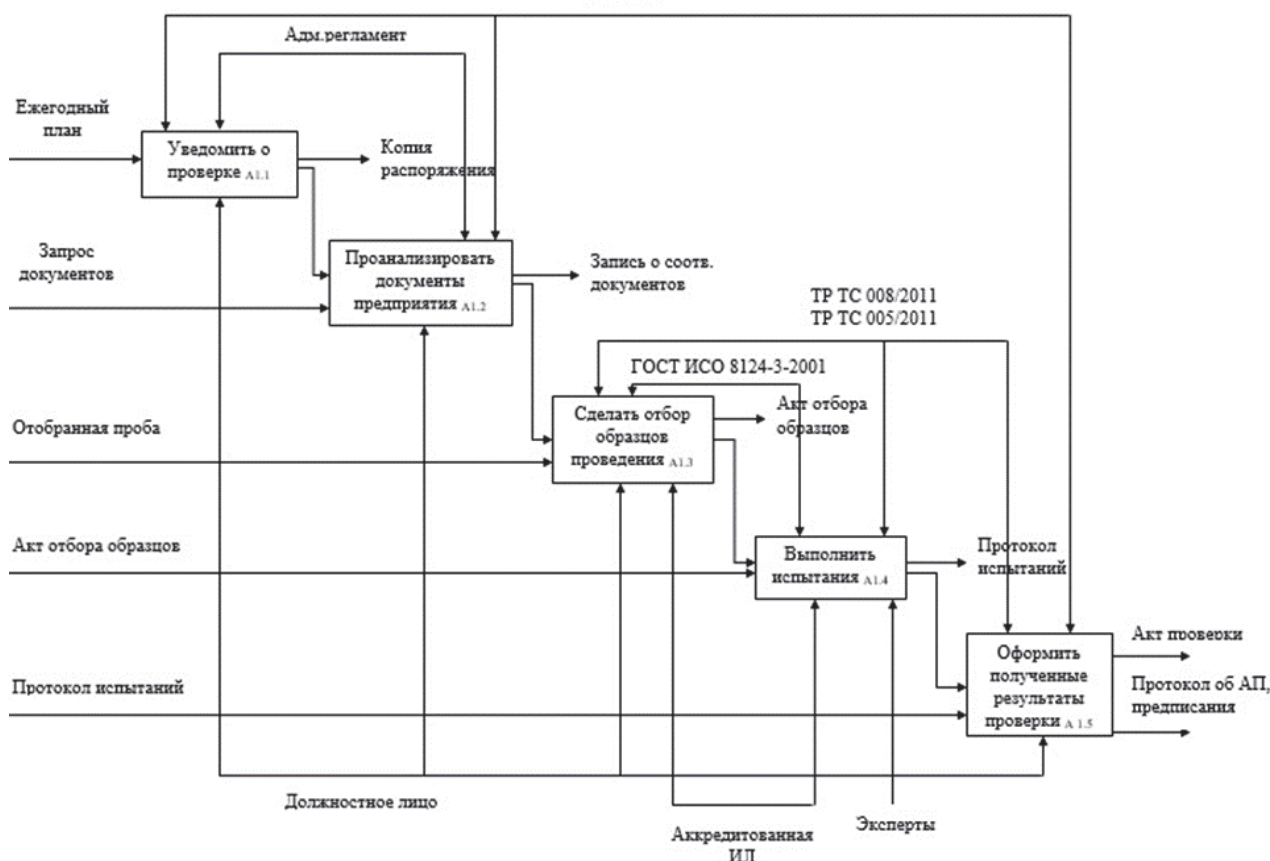 Адм.регламент
Ежегодный
план
Уведомить о
проверке А1.1
Копия
распоряжения
Запрос
документов
Проанализировать
документы
предприятия А1.2
Запись о соотв.
документов
ТР ТС 008/2011
ТР ТС 005/2011
ГОСТ ИСО 8124-3-2001
Отобранная проба
Сделать отбор
образцов
проведения А1.3
Акт отбора
образцов
Акт отбора образцов
Выполнить
испытания А1.4
Протокол
испытаний
Протокол испытаний
Оформить
полученные
результаты
проверки А 1.5
Акт проверки
Протокол об АП,
предписания
Должностное лицо
Аккредитованная
ИЛ
Эксперты